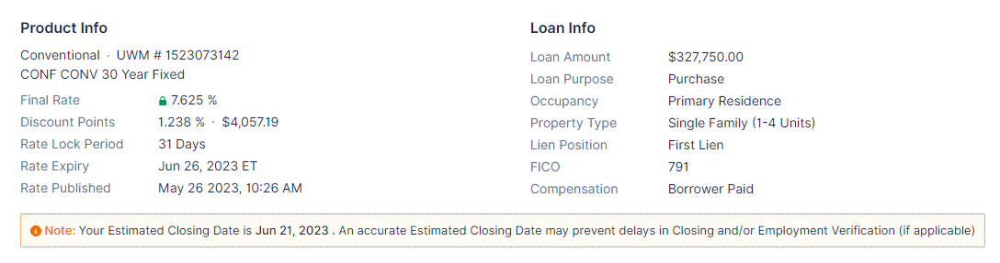 Product Info
Conventional · UWM # 1523073142
CONF CONV 30 Year Fixed
Final Rate 7.625 %
Discount Points 1.238 % · $4,057.19
Rate Lock Period 31 Days
Rate Expiry Jun 26, 2023 ET
Rate Published May 26 2023, 10:26 AM
Loan Info
Loan Amount $327,750.00
Loan Purpose Purchase
Occupancy Primary Residence
Property Type Single Family (1-4 Units)
Lien Position First Lien
FICO 791
Compensation Borrower Paid
Note: Your Estimated Closing Date is Jun 21, 2023 . An accurate Estimated Closing Date may prevent delays in Closing and/or Employment Verification (if applicable)